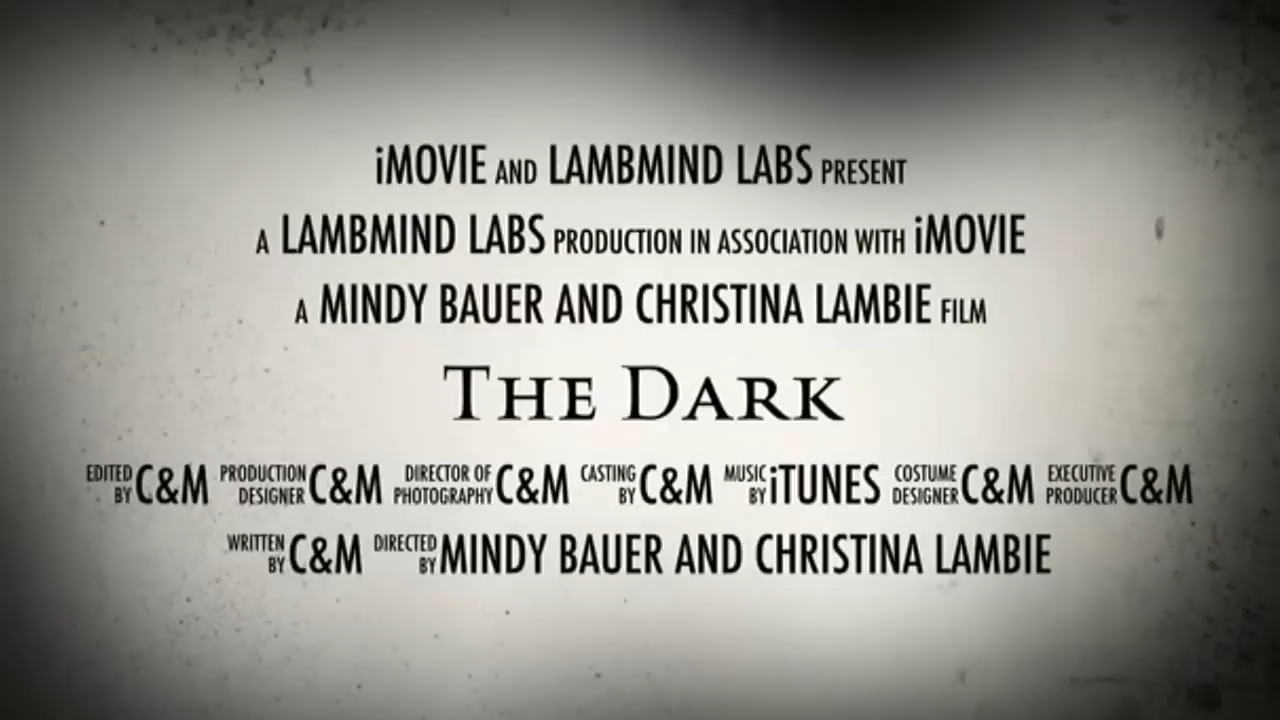 iMOVIE AND LAMBMIND LABS PRESENT
A LAMBMIND LABS PRODUCTION IN ASSOCIATION WITH iMOVIE
A MINDY BAUER AND CHRISTINA LAMBIE FILM
THE DARK
EDITED BY C&M PRODUCTION DESIGNER C&M DIRECTOR OF PHOTOGRAPHY C&M CASTING BY C&M MUSIC BY iTUNES COSTUME DESIGNER C&M EXECUTIVE PRODUCER C&M
WRITTEN BY C&M DIRECTED BY MINDY BAUER AND CHRISTINA LAMBIE